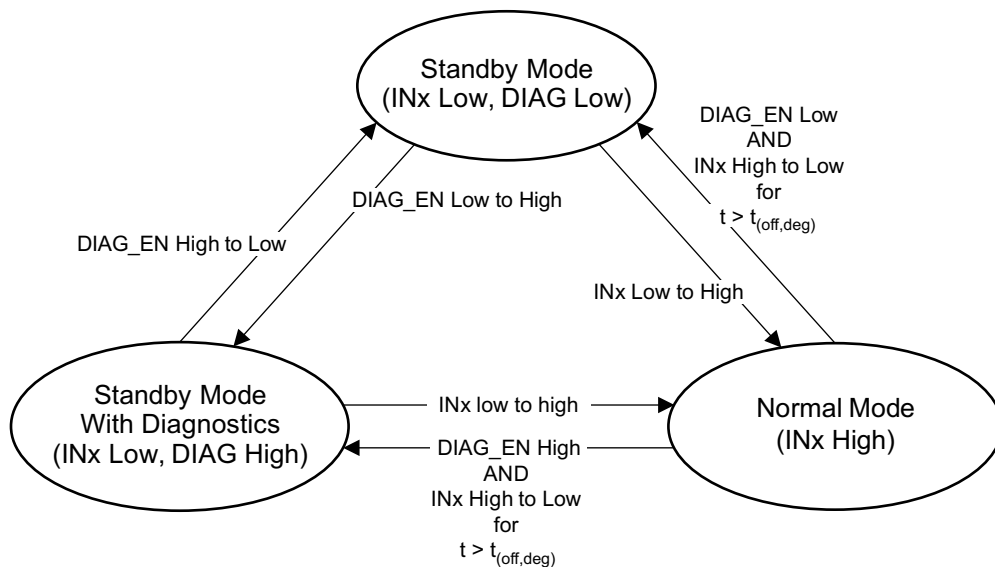 Standby Mode
(INx Low, DIAG Low)
DIAG_EN Low
AND
INx High to Low
for
t > t(off,deg)
DIAG_EN Low to High
DIAG_EN High to Low
INx Low to High
Standby Mode
With Diagnostics
(INx Low, DIAG High)
INx low to high
DIAG_EN High
AND
INx High to Low
for
t > t(off,deg)
Normal Mode
(INx High)